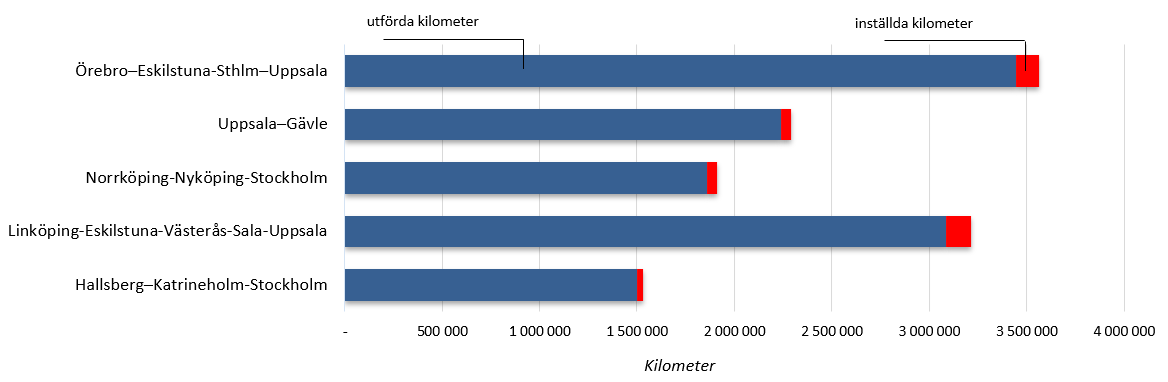 utförda kilometer
inställda kilometer
Örebro–Eskilstuna-Sthlm–Uppsala
Uppsala–Gävle
Norrköping-Nyköping-Stockholm
Linköping-Eskilstuna-Västerås-Sala-Uppsala
Hallsberg–Katrineholm-Stockholm
- 500 000 1 000 000 1 500 000 2 000 000 2 500 000 3 000 000 3 500 000 4 000 000
Kilometer